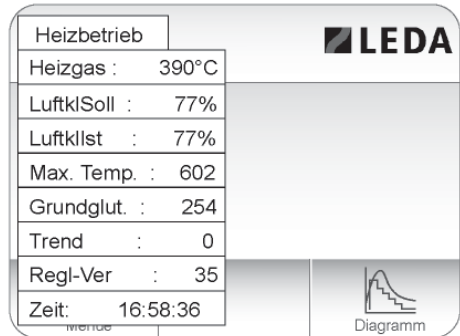 Heizbetrieb
LEDA
Heizgas : 390°C
LuftklSoll : 77%
LuftklIst : 77%
Max. Temp. : 602
Grundglut. : 254
Trend : 0
Regl-Ver : 35
Zeit: 16:58:36
Diagramm